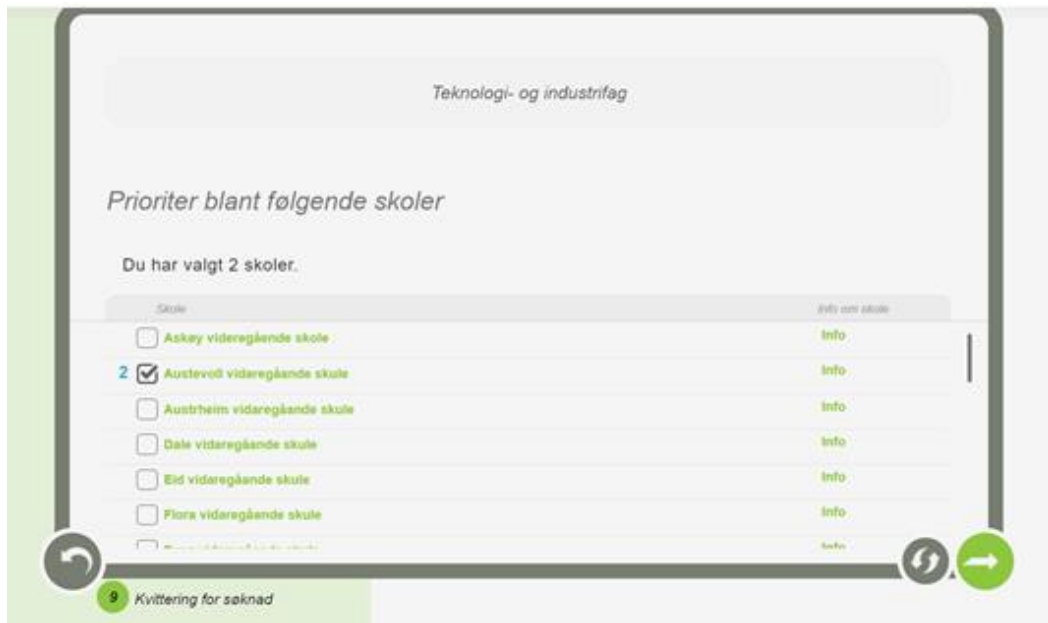 Teknologi- og industrifag
Prioriter blant følgende skoler
Du har valgt 2 skoler.
Skole Info om skole
Askøy videregående skole Info
2 Austevoll vidaregåande skule Info
Austrheim vidaregåande skule Info
Dale vidaregåande skule Info
Eid vidaregåande skule Info
Flora vidaregåande skule Info
Info
9 Kvittering for søknad